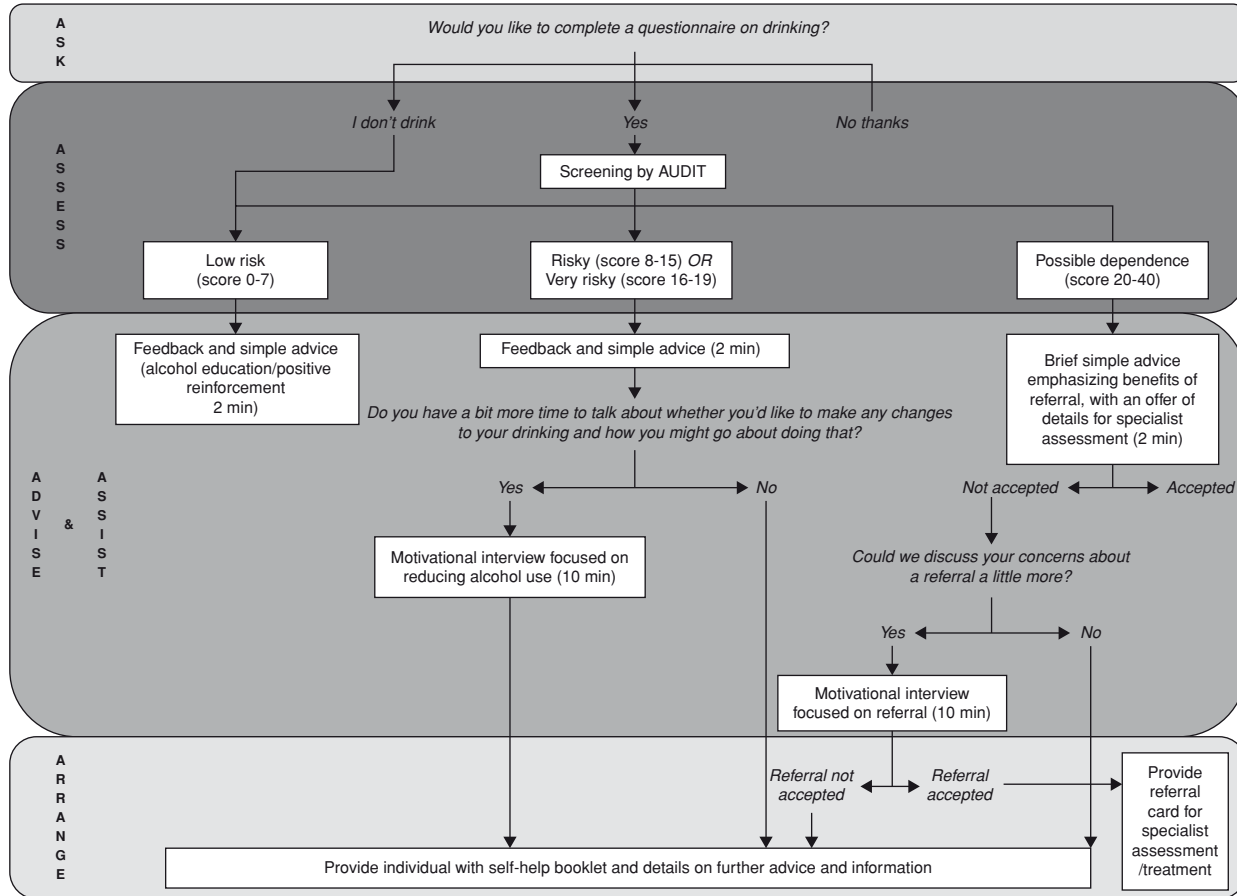 ASK
Would you like to complete a questionnaire on drinking?
ASSESS
I don't drink
Yes
No thanks
Screening by AUDIT
Low risk
(score 0-7)
Risky (score 8-15) OR
Very risky (score 16-19)
Possible dependence
(score 20-40)
ADVISE
&
ASSIST
Feedback and simple advice
(alcohol education/positive
reinforcement
2 min)
Feedback and simple advice (2 min)
Brief simple advice
emphasizing benefits of
referral, with an offer of
details for specialist
assessment (2 min)
Do you have a bit more time to talk about whether you'd like to make any changes
to your drinking and how you might go about doing that?
Yes
No
Not accepted
Accepted
Motivational interview focused on
reducing alcohol use (10 min)
Could we discuss your concerns about
a referral a little more?
Yes
No
Motivational interview
focused on referral (10 min)
ARRANGE
Referral not
accepted
Referral
accepted
Provide
referral
card for
specialist
assessment
/treatment
Provide individual with self-help booklet and details on further advice and information